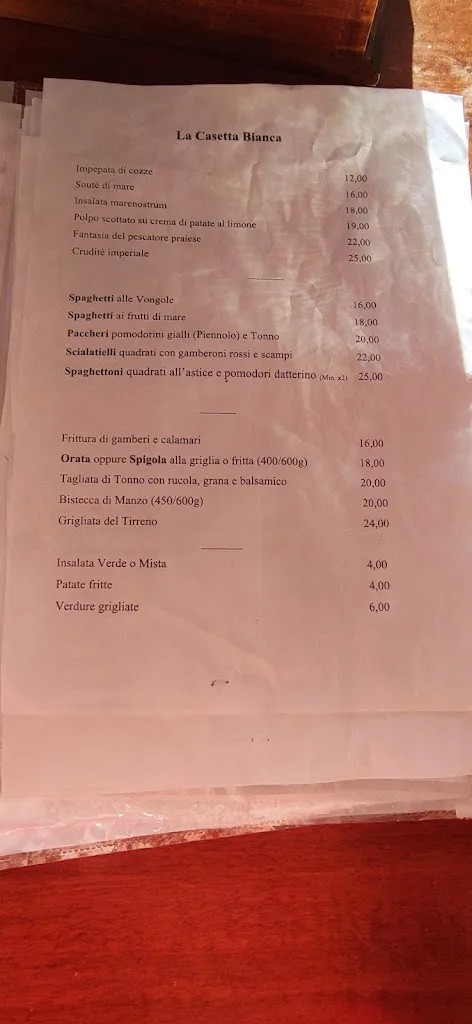 La Casetta Bianca
Impepata di cozze 12,00
Soutè di mare 16,00
Insalata marenostrum 18,00
Polpo scottato su crema di patate al limone 19,00
Fantasia del pescatore praiese 22,00
Crudité imperiale 25,00
Spaghetti alle Vongole 16,00
Spaghetti ai frutti di mare 18,00
Paccheri pomodorini gialli (Piennolo) e Tonno 20,00
Scialatielli quadrati con gamberoni rossi e scampi 22,00
Spaghettoni quadrati all'astice e pomodori datterino (Min. x2) 25,00
Frittura di gamberi e calamari 16,00
Orata oppure Spigola alla griglia o fritta (400/600g) 18,00
Tagliata di Tonno con rucola, grana e balsamico 20,00
Bistecca di Manzo (450/600g) 20,00
Grigliata del Tirreno 24,00
Insalata Verde o Mista 4,00
Patate fritte 4,00
Verdure grigliate 6,00